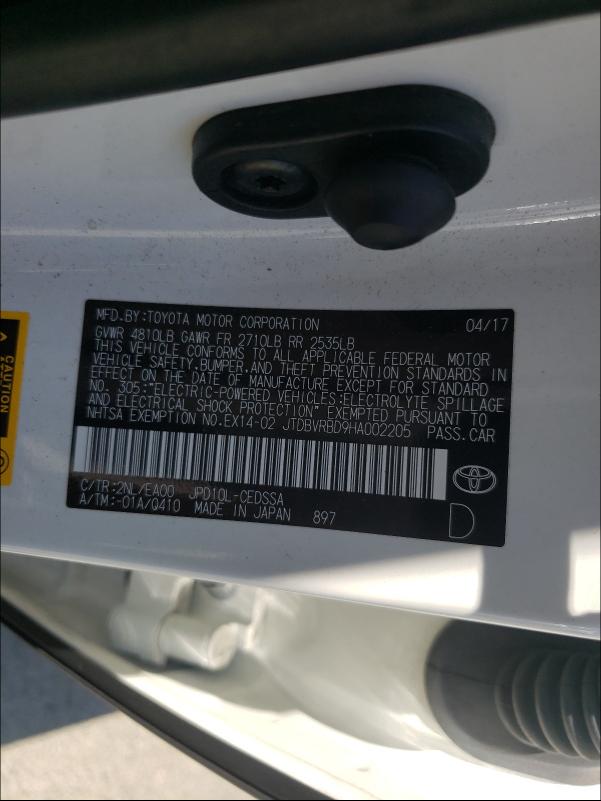 MFD.BY:TOYOTA MOTOR CORPORATION 04/17
GVWR 4810LB GAWR FR 2710LB RR 2535LB
THIS VEHICLE CONFORMS TO ALL APPLICABLE FEDERAL MOTOR
VEHICLE SAFETY,BUMPER,AND THEFT PREVENTION STANDARDS IN
EFFECT ON THE DATE OF MANUFACTURE EXCEPT FOR STANDARD
NO. 305:"ELECTRIC-POWERED VEHICLES:ELECTROLYTE SPILLAGE
AND ELECTRICAL SHOCK PROTECTION" EXEMPTED PURSUANT TO
NHTSA EXEMPTION NO.EX14-02 JTDBVRBD9HA002205 PASS.CAR
C/TR:2NL/EA00 JPD10L-CEDSSA
A/TM:-01A/Q410 MADE IN JAPAN 897
D
CAUTION